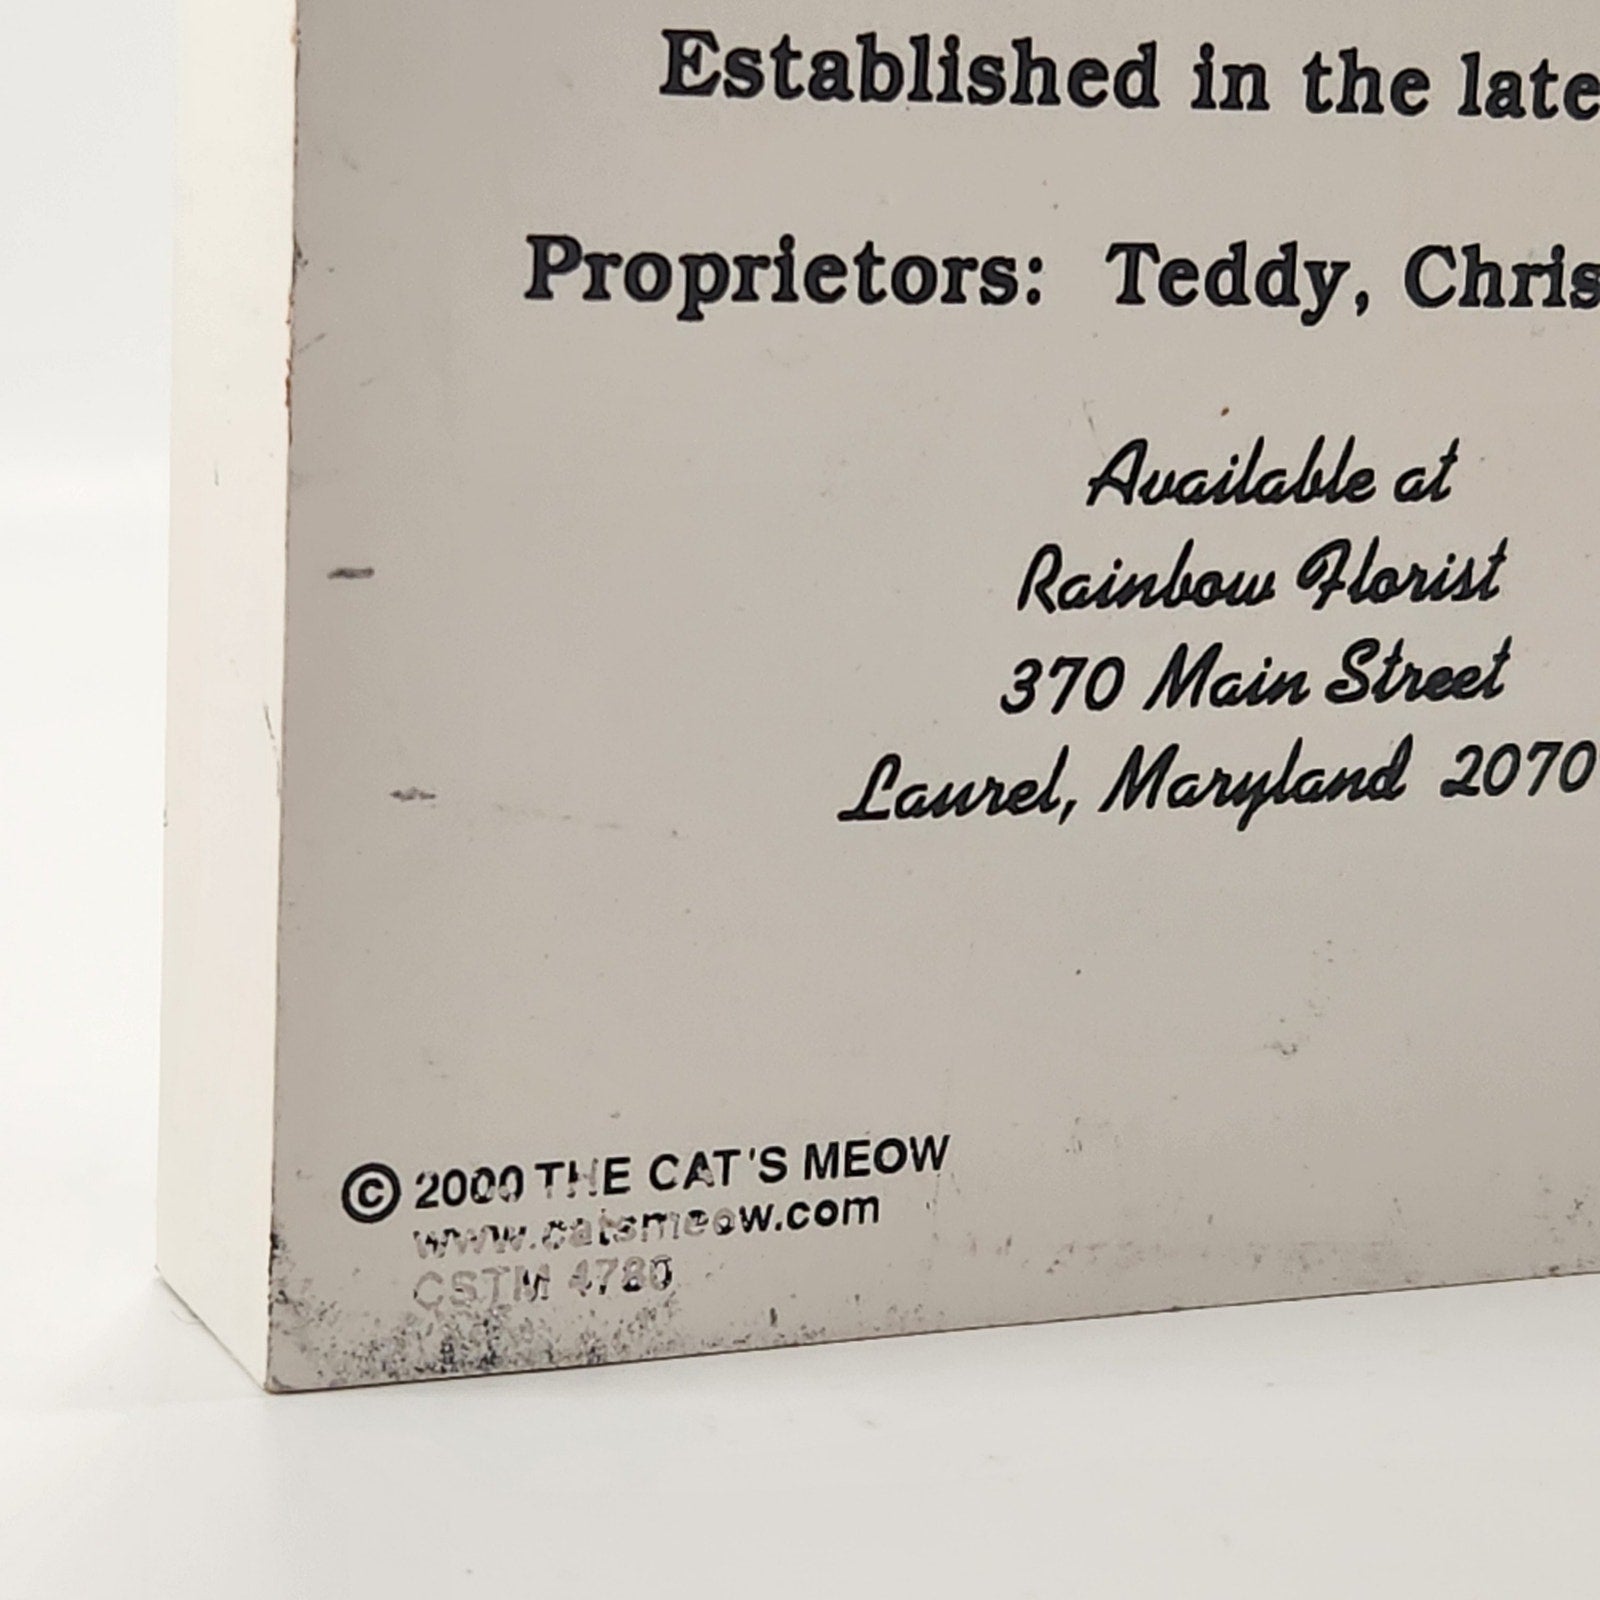 Established in the late
Proprietors: Teddy, Chris
Available at
Rainbow Florist
370 Main Street
Laurel, Maryland 2070
© 2000 THE CAT'S MEOW
www.catsmeow.com
CSTM 4780